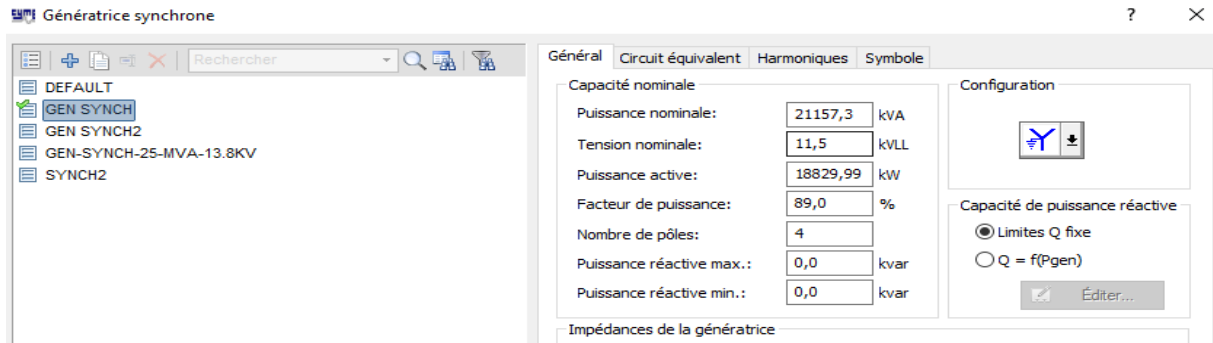 SYM Génératrice synchrone ? ×
Rechercher
DEFAULT
GEN SYNCH
GEN SYNCH2
GEN-SYNCH-25-MVA-13.8KV
SYNCH2
Général Circuit équivalent Harmoniques Symbole
Capacité nominale
Puissance nominale: 21157,3 kVA
Tension nominale: 11,5 kVLL
Puissance active: 18829,99 kW
Facteur de puissance: 89,0 %
Nombre de pôles: 4
Puissance réactive max.: 0,0 kvar
Puissance réactive min.: 0,0 kvar
Configuration
Capacité de puissance réactive
Limites Q fixe
Q = f(Pgen)
Éditer...
Impédances de la génératrice